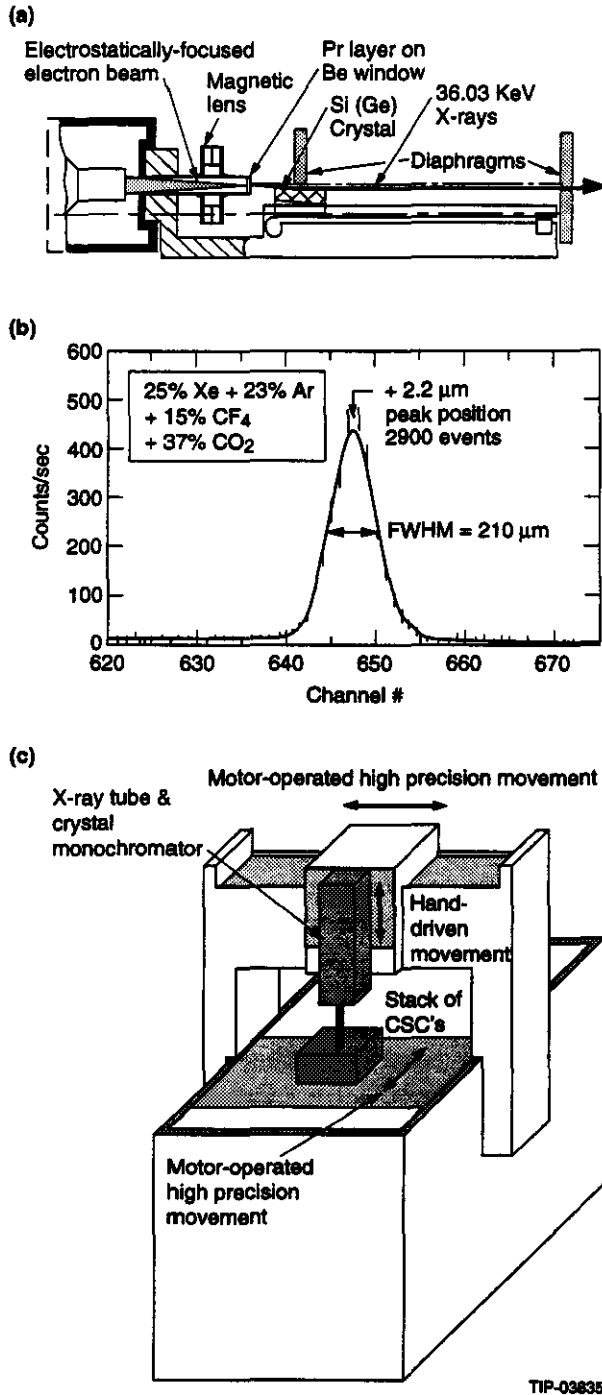 (a)
Electrostatically-focused
electron beam
Magnetic
lens
Pr layer on
Be window
Si (Ge)
Crystal
36.03 KeV
X-rays
Diaphragms
(b)
600
500
400
300
200
100
0
Counts/sec
25% Xe + 23% Ar
+ 15% CF₄
+ 37% CO₂
+ 2.2 µm
peak position
2900 events
FWHM = 210 µm
620
630
640
650
660
670
Channel #
(c)
Motor-operated high precision movement
X-ray tube &
crystal
monochromator
Hand-
driven
movement
Stack of
CSC's
Motor-operated
high precision
movement
TIP-03835